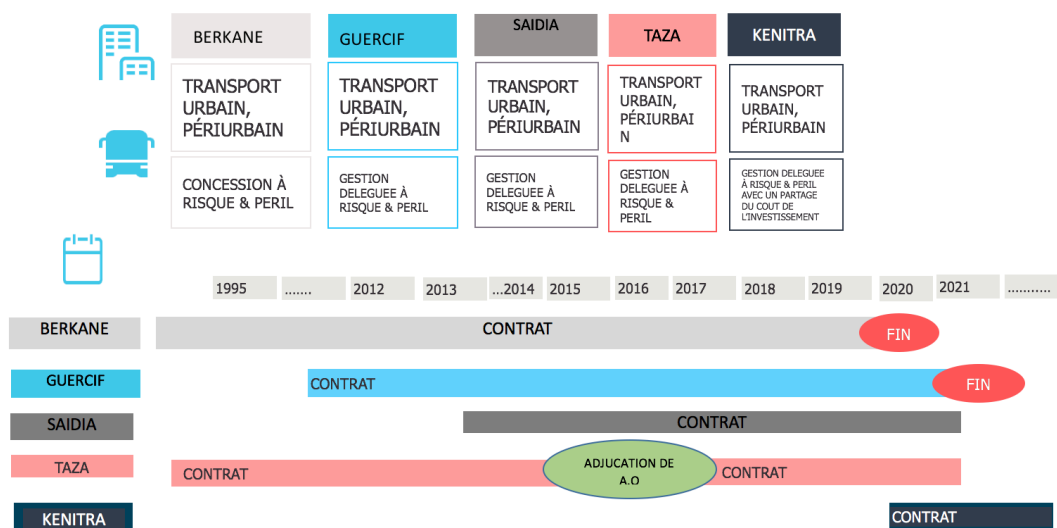 BERKANE
GUERCIF
SAIDIA
TAZA
KENITRA
TRANSPORT
URBAIN,
PÉRIURBAIN
TRANSPORT
URBAIN,
PÉRIURBAIN
TRANSPORT
URBAIN,
PÉRIURBAIN
TRANSPORT
URBAIN,
PÉRIURBAI
N
TRANSPORT
URBAIN,
PÉRIURBAIN
CONCESSION À
RISQUE & PERIL
GESTION
DELEGUEE À
RISQUE & PERIL
GESTION
DELEGUEE À
RISQUE & PERIL
GESTION
DELEGUEE À
RISQUE &
PERIL
GESTION DELEGUEE
À RISQUE & PERIL
AVEC UN PARTAGE
DU COUT DE
L'INVESTISSEMENT
1995 ....... 2012 2013 ...2014 2015 2016 2017 2018 2019 2020 2021 ...........
BERKANE CONTRAT FIN
GUERCIF CONTRAT FIN
SAIDIA CONTRAT
TAZA CONTRAT ADJUCATION DE
A.O
CONTRAT
KENITRA CONTRAT